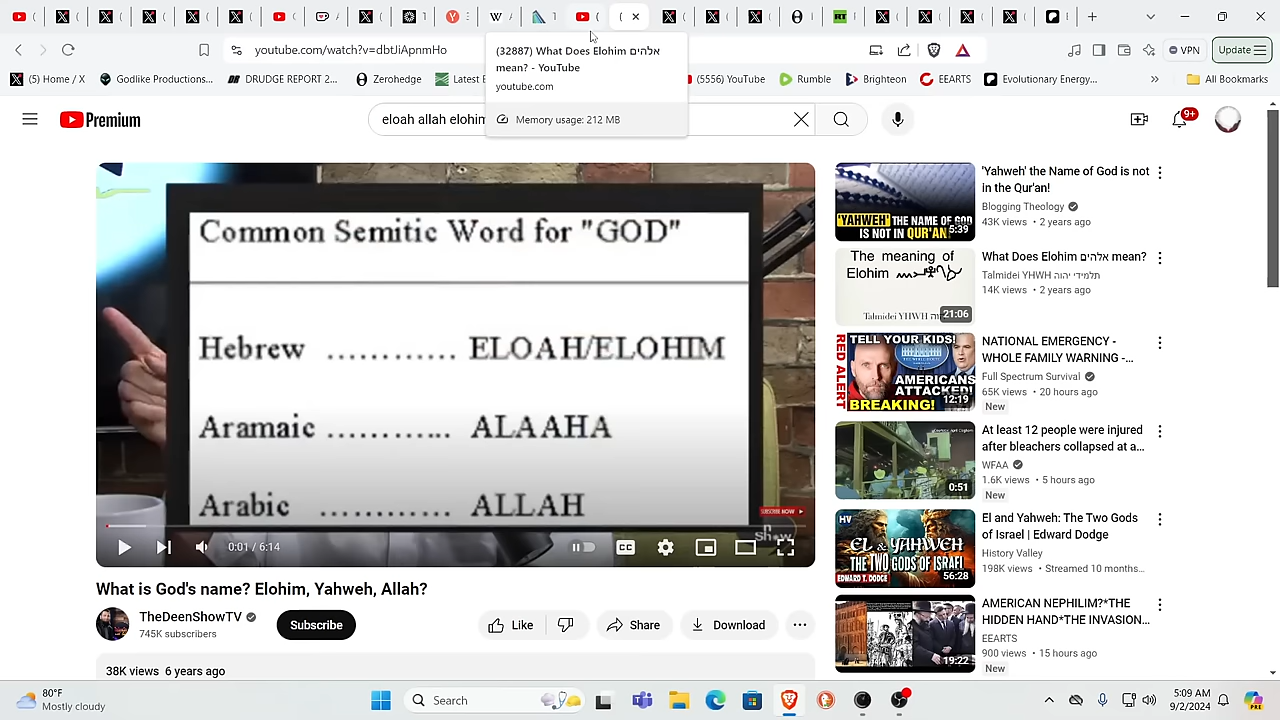 youtube.com/watch?v=dbtJiApnmHo
VPN
Update
(32887) What Does Elohim אלהים
mean? - YouTube
youtube.com
Memory usage: 212 MB
(5) Home / X
Godlike Productions...
DRUDGE REPORT 2...
Zerohedge
Latest
(5556) YouTube
Rumble
Brighteon
EEARTS
Evolutionary Energy...
All Bookmarks
Premium
eloah allah elohim
9+
Common Semitic Word for "GOD"
Hebrew ............ ELOAH/ELOHIM
Aramaic ............ ALAAHA
Arabic ............ ALLAH
SUBSCRIBE NOW
Show
0:01 / 6:14
CC
What is God's name? Elohim, Yahweh, Allah?
TheDeenShowTV
745K subscribers
Subscribe
Like
Share
Download
38K views 6 years ago
'YAHWEH' THE NAME OF GOD
IS NOT IN QUR'AN!
5:39
'Yahweh' the Name of God is not
in the Qur'an!
Blogging Theology
43K views • 2 years ago
The meaning of
Elohim
Talmidei YHWH
21:06
What Does Elohim אלהים mean?
Talmidei YHWH תלמידי יהוה
14K views • 2 years ago
RED ALERT
TELL YOUR KIDS!
AMERICANS
ATTACKED!
BREAKING!
12:19
NATIONAL EMERGENCY -
WHOLE FAMILY WARNING -...
Full Spectrum Survival
65K views • 20 hours ago
New
0:51
At least 12 people were injured
after bleachers collapsed at a...
WFAA
1.6K views • 5 hours ago
New
HV
EL & YAHWEH
THE TWO GODS OF ISRAEL
EDWARD T. DODGE
56:28
El and Yahweh: The Two Gods
of Israel | Edward Dodge
History Valley
198K views • Streamed 10 months...
19:22
AMERICAN NEPHILIM?*THE
HIDDEN HAND*THE INVASION...
EEARTS
900 views • 15 hours ago
New
80°F
Mostly cloudy
Search
5:09 AM
9/2/2024